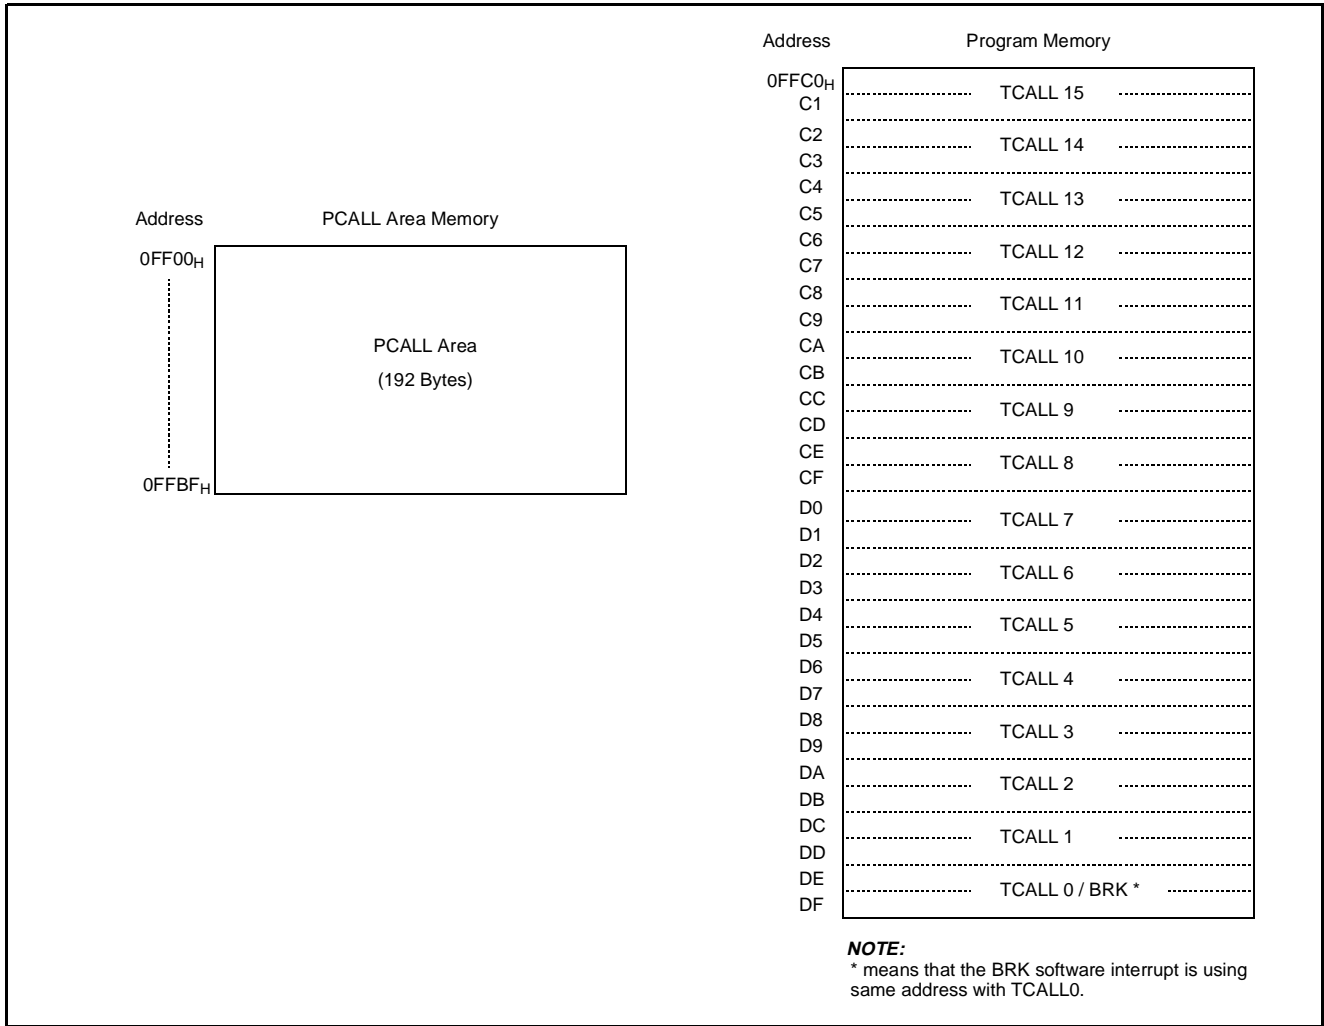 Address PCALL Area Memory
0FF00H
PCALL Area
(192 Bytes)
0FFBFH
Address Program Memory
0FFC0H
TCALL 15
C1
C2
TCALL 14
C3
C4
TCALL 13
C5
C6
TCALL 12
C7
C8
TCALL 11
C9
CA
TCALL 10
CB
CC
TCALL 9
CD
CE
TCALL 8
CF
D0
TCALL 7
D1
D2
TCALL 6
D3
D4
TCALL 5
D5
D6
TCALL 4
D7
D8
TCALL 3
D9
DA
TCALL 2
DB
DC
TCALL 1
DD
DE
TCALL 0 / BRK *
DF
NOTE:
* means that the BRK software interrupt is using
same address with TCALL0.